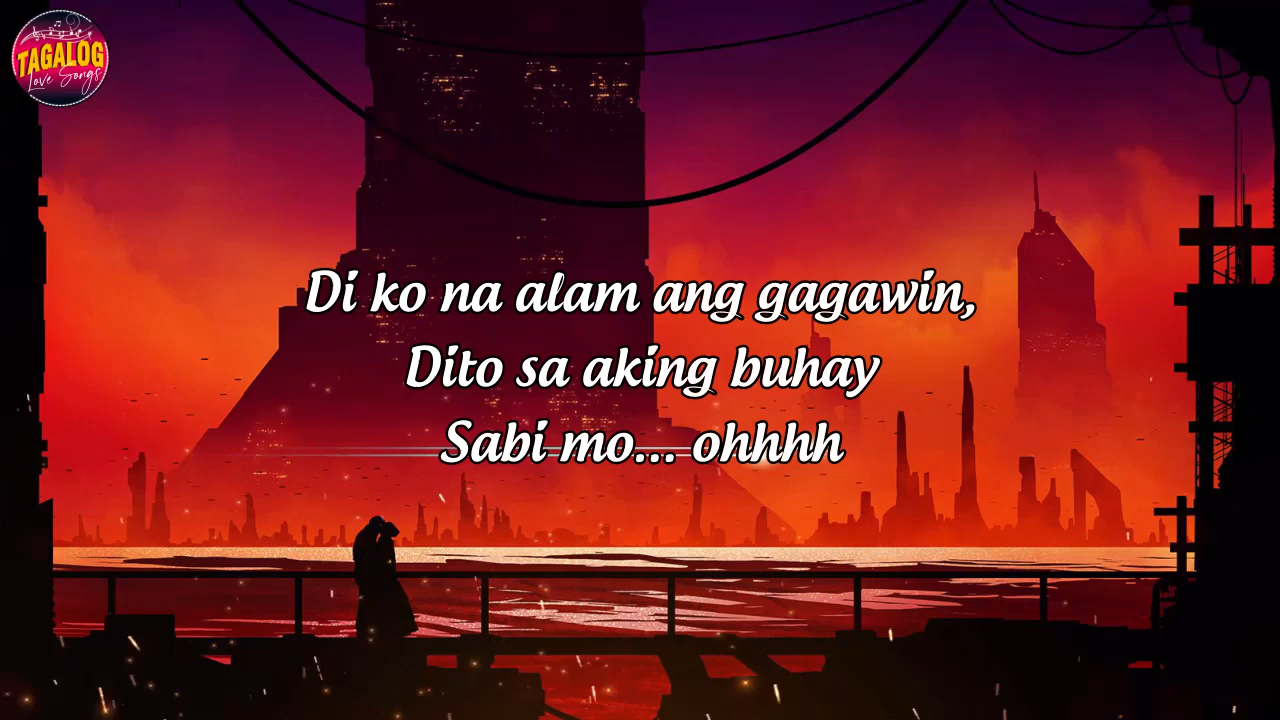 TAGALOG
Love Songs
Di ko na alam ang gagawin,
Dito sa aking buhay
Sabi mo... ohhhh